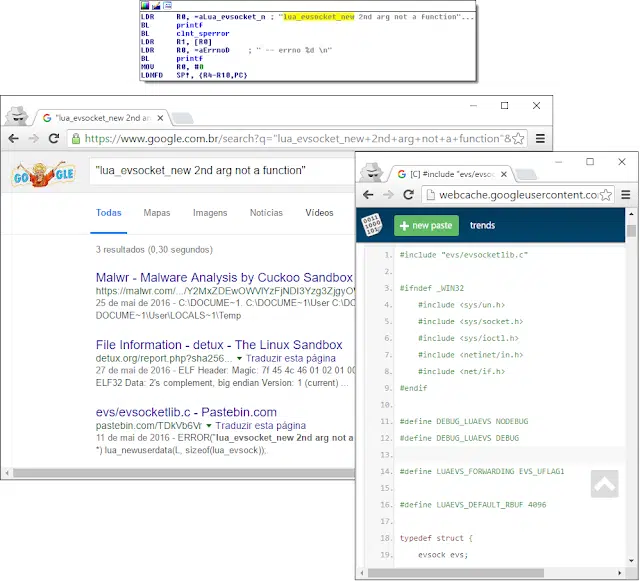 LDR R0, =aLua_evsocket_n ; "lua_evsocket_new 2nd arg not a function"...
BL printf
BL clnt_sperror
LDR R1, [R0]
LDR R0, =aErrnoD ; " -- errno %d \n"
BL printf
MOV R0, #0
LDMFD SP!, {R4-R10,PC}
"lua_evsocket_new 2nd ar
https://www.google.com.br/search?q="lua_evsocket_new+2nd+arg+not+a+function"&
GOOGLE
"lua_evsocket_new 2nd arg not a function"
Todas Mapas Imagens Notícias Vídeos
3 resultados (0,30 segundos)
Malwr - Malware Analysis by Cuckoo Sandbox
https://malwr.com/.../Y2MxZDEwOWVlYzFjNDI3Yzg3ZjgyO
25 de mai de 2016 - C:\DOCUME~1. C:\DOCUME~1\User C:\D
DOCUME~1\User\LOCALS~1\Temp
File Information - detux - The Linux Sandbox
detux.org/report.php?sha256... Traduzir esta página
27 de mai de 2016 - ELF Header: Magic: 7f 45 4c 46 01 02 01 00
ELF32 Data: 2's complement, big endian Version: 1 (current) ...
evs/evsocketlib.c - Pastebin.com
pastebin.com/TDkVb6Vr Traduzir esta página
11 de mai de 2016 - ERROR("lua_evsocket_new 2nd arg not a
*) lua_newuserdata(L, sizeof(lua_evsock));
[C] #include "evs/evsoc
webcache.googleusercontent.co
0011
1000
101
+ new paste trends
1. #include "evs/evsocketlib.c"
2.
3. #ifndef _WIN32
4. #include <sys/un.h>
5. #include <sys/socket.h>
6. #include <sys/ioctl.h>
7. #include <netinet/in.h>
8. #include <net/if.h>
9. #endif
10.
11. #define DEBUG_LUAEVS NODEBUG
12. #define DEBUG_LUAEVS DEBUG
13.
14. #define LUAEVS_FORWARDING EVS_UFLAG1
15.
16. #define LUAEVS_DEFAULT_RBUF 4096
17.
18. typedef struct {
19. evsock evs;